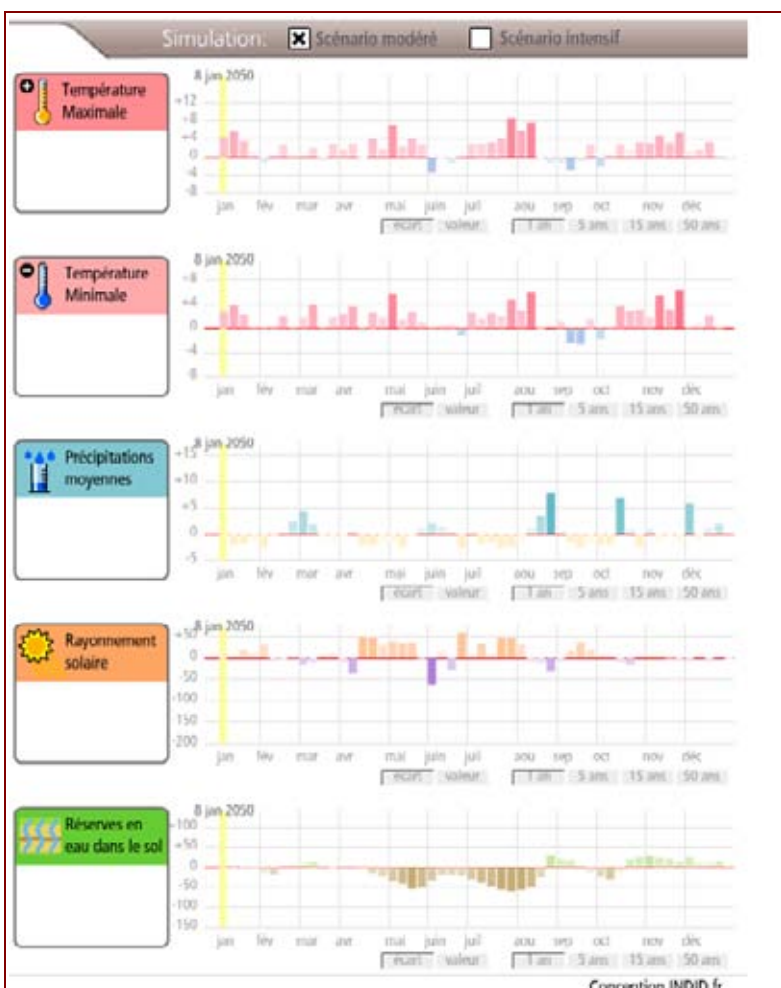 Simulation: Scénario modéré Scénario intensif
Température
Maximale
8 jan 2050
+12
+8
+4
0
-4
-8
jan fév mar avr mai juin juil aou sep oct nov déc
écart valeur 1 an 5 ans 15 ans 50 ans
Température
Minimale
8 jan 2050
+8
+4
0
-4
-8
jan fév mar avr mai juin juil aou sep oct nov déc
écart valeur 1 an 5 ans 15 ans 50 ans
Précipitations
moyennes
8 jan 2050
+15
+10
+5
0
-5
jan fév mar avr mai juin juil aou sep oct nov déc
écart valeur 1 an 5 ans 15 ans 50 ans
Rayonnement
solaire
8 jan 2050
+50
0
-50
-100
-150
-200
jan fév mar avr mai juin juil aou sep oct nov déc
écart valeur 1 an 5 ans 15 ans 50 ans
Réserves en
eau dans le sol
8 jan 2050
+100
+50
0
-50
-100
-150
jan fév mar avr mai juin juil aou sep oct nov déc
écart valeur 1 an 5 ans 15 ans 50 ans
Conception INDID.fr